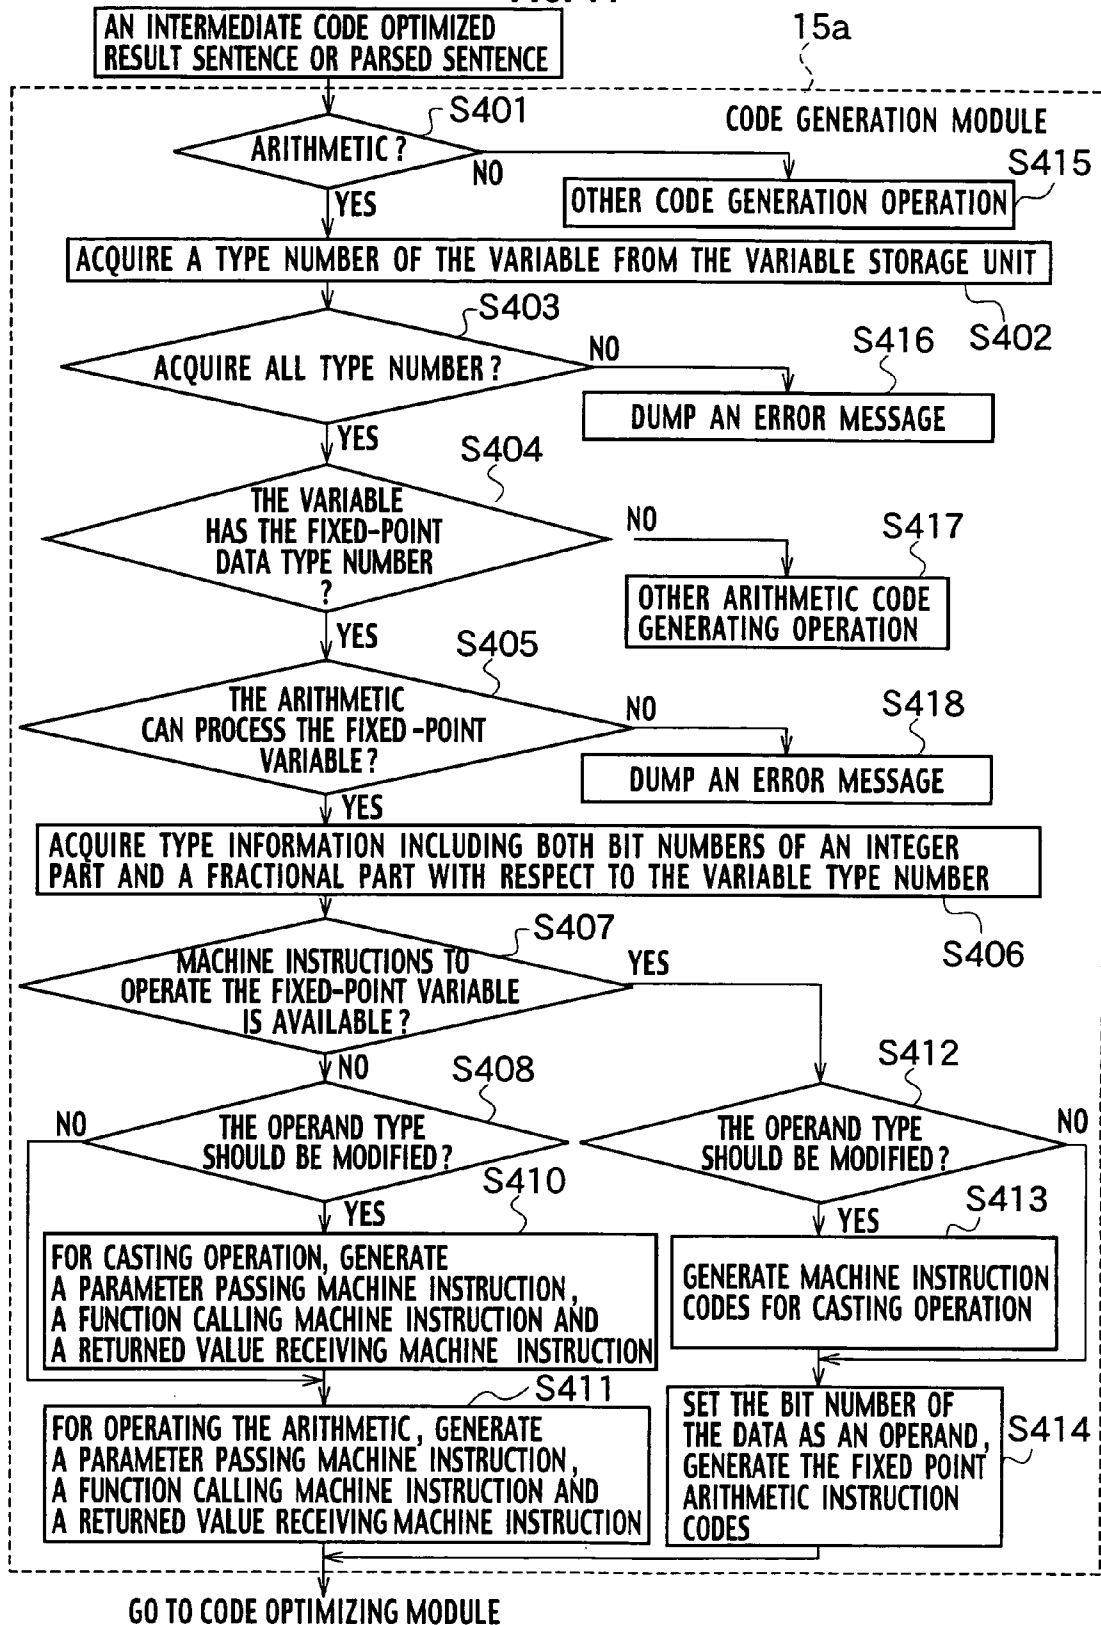 AN INTERMEDIATE CODE OPTIMIZED
RESULT SENTENCE OR PARSED SENTENCE
15a
CODE GENERATION MODULE
S401
ARITHMETIC ?
NO
YES
S415
OTHER CODE GENERATION OPERATION
ACQUIRE A TYPE NUMBER OF THE VARIABLE FROM THE VARIABLE STORAGE UNIT
S402
S403
ACQUIRE ALL TYPE NUMBER ?
NO
YES
S416
DUMP AN ERROR MESSAGE
S404
THE VARIABLE
HAS THE FIXED-POINT
DATA TYPE NUMBER
?
NO
YES
S417
OTHER ARITHMETIC CODE
GENERATING OPERATION
S405
THE ARITHMETIC
CAN PROCESS THE FIXED-POINT
VARIABLE ?
NO
YES
S418
DUMP AN ERROR MESSAGE
ACQUIRE TYPE INFORMATION INCLUDING BOTH BIT NUMBERS OF AN INTEGER
PART AND A FRACTIONAL PART WITH RESPECT TO THE VARIABLE TYPE NUMBER
S406
S407
MACHINE INSTRUCTIONS TO
OPERATE THE FIXED-POINT VARIABLE
IS AVAILABLE ?
YES
NO
S408
NO
THE OPERAND TYPE
SHOULD BE MODIFIED ?
YES
S412
THE OPERAND TYPE
SHOULD BE MODIFIED ?
NO
YES
S410
FOR CASTING OPERATION, GENERATE
A PARAMETER PASSING MACHINE INSTRUCTION,
A FUNCTION CALLING MACHINE INSTRUCTION AND
A RETURNED VALUE RECEIVING MACHINE INSTRUCTION
S413
GENERATE MACHINE INSTRUCTION
CODES FOR CASTING OPERATION
S411
FOR OPERATING THE ARITHMETIC, GENERATE
A PARAMETER PASSING MACHINE INSTRUCTION,
A FUNCTION CALLING MACHINE INSTRUCTION AND
A RETURNED VALUE RECEIVING MACHINE INSTRUCTION
SET THE BIT NUMBER OF
THE DATA AS AN OPERAND,
GENERATE THE FIXED POINT
ARITHMETIC INSTRUCTION
CODES
S414
GO TO CODE OPTIMIZING MODULE